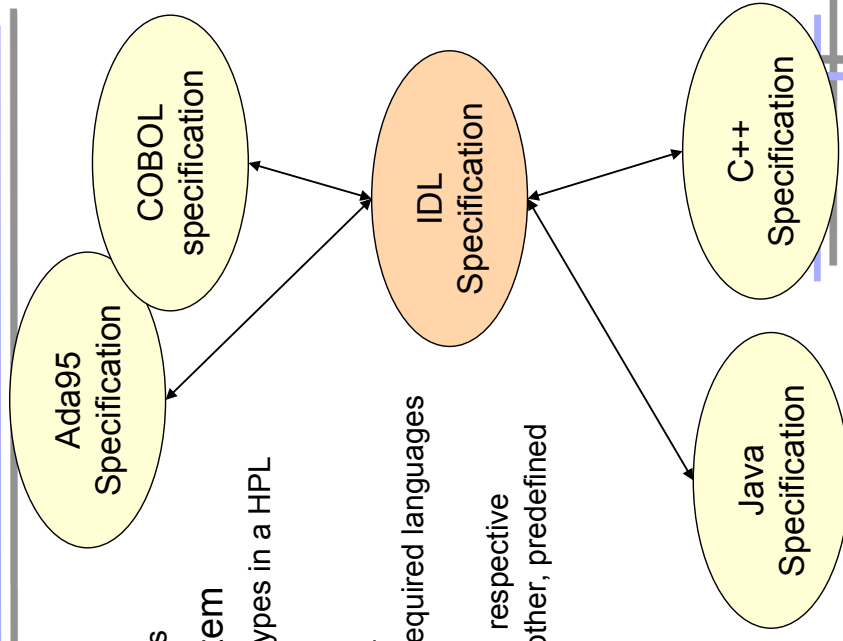 s
tem
ypes in a HPL
equired languages
respective
other, predefined
Ada95
Specification
COBOL
specification
IDL
Specification
Java
Specification
C++
Specification